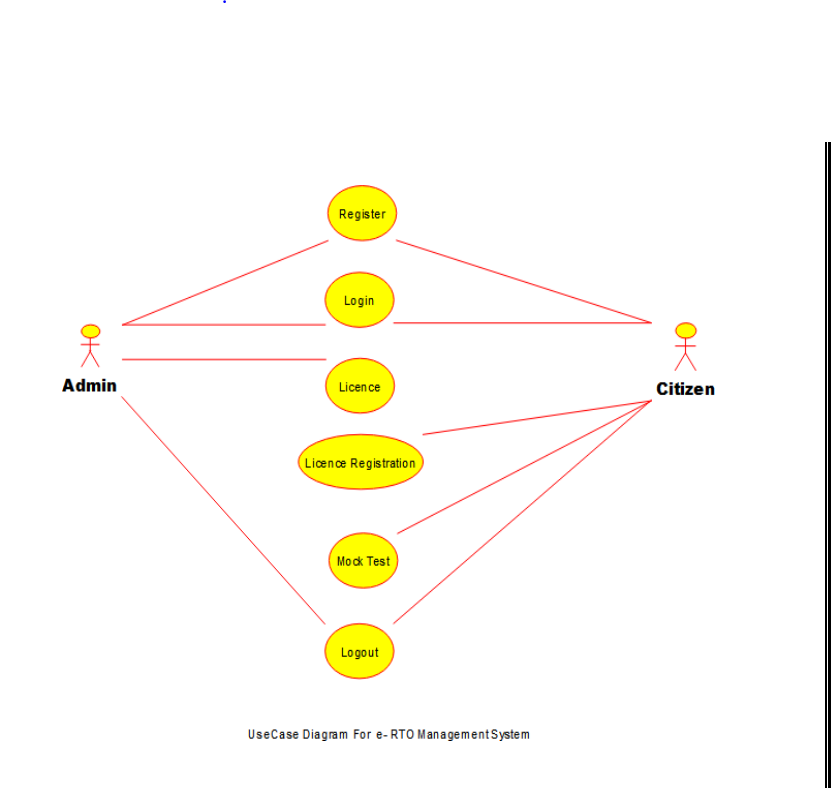 Register
Login
Admin
Licence
Citizen
Licence Registration
Mock Test
Logout
UseCase Diagram For e-RTO Management System